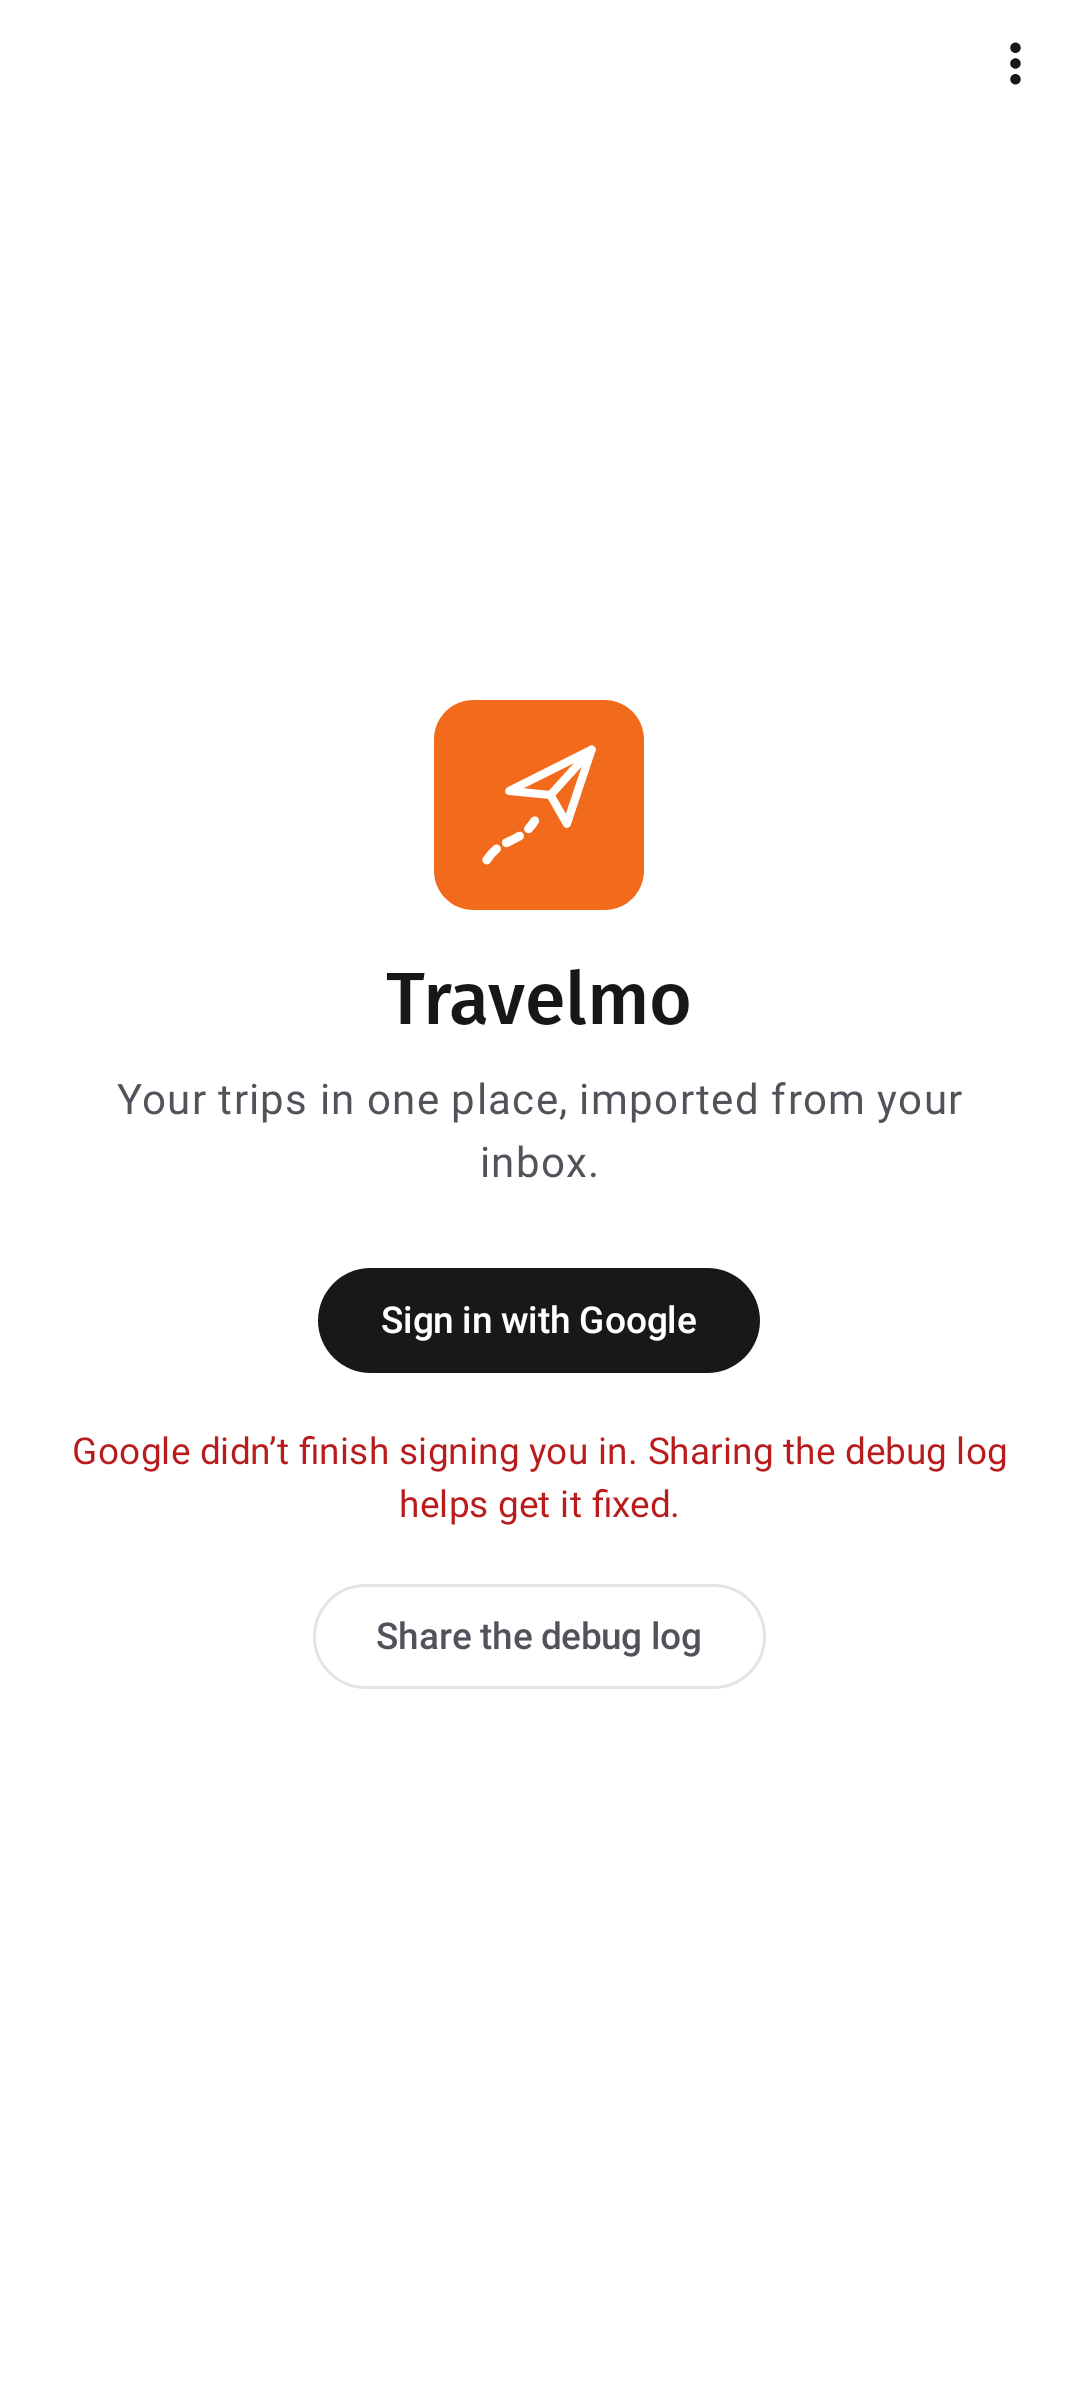 Travelmo
Your trips in one place, imported from your
inbox.
Sign in with Google
Google didn’t finish signing you in. Sharing the debug log
helps get it fixed.
Share the debug log